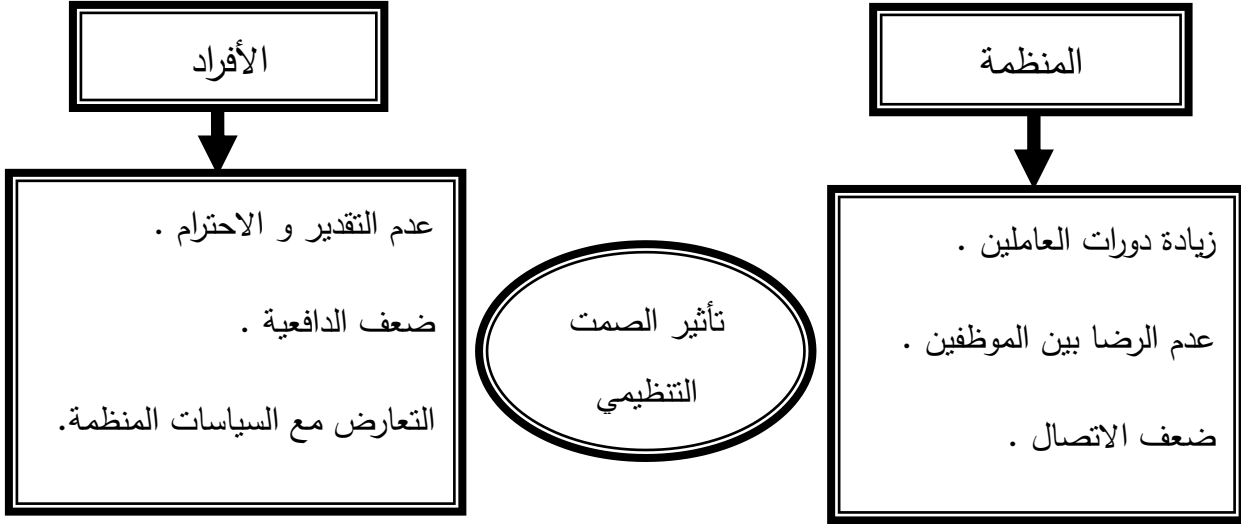 المنظمة
زيادة دورات العاملين .
عدم الرضا بين الموظفين .
ضعف الاتصال .
تأثير الصمت
التنظيمي
الأفراد
عدم التقدير و الاحترام .
ضعف الدافعية .
التعارض مع السياسات المنظمة.